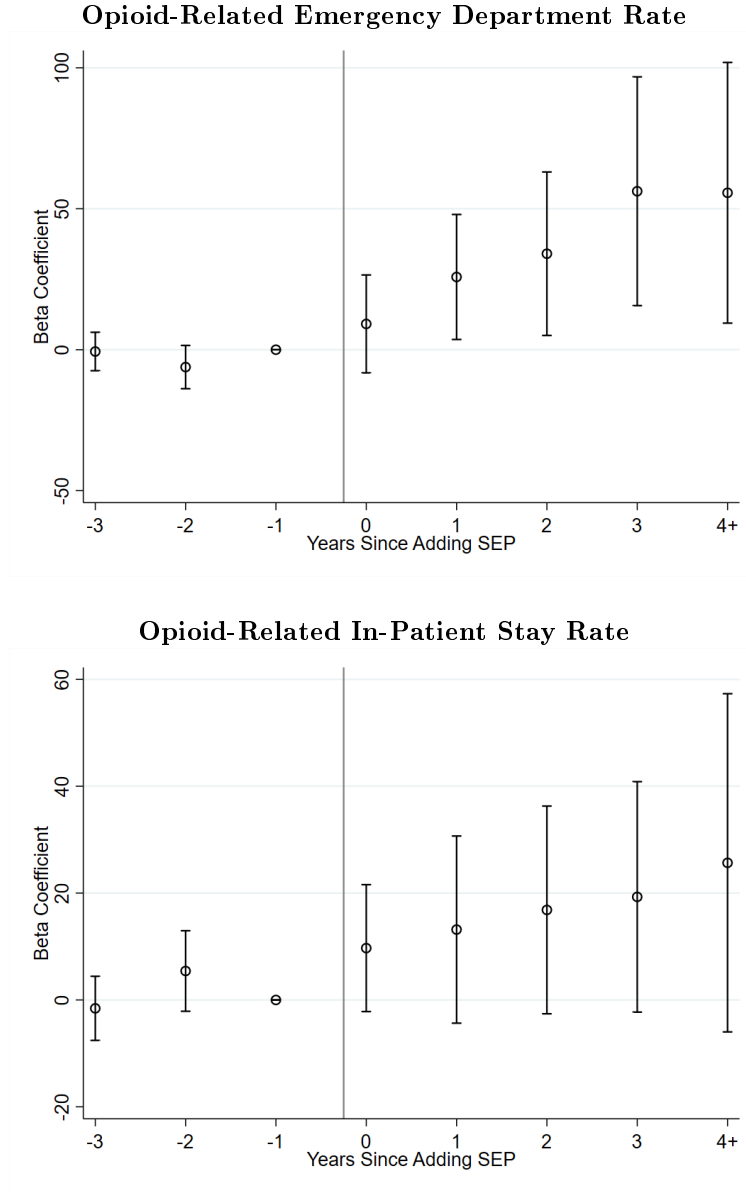 Opioid-Related Emergency Department Rate
100
50
0
-50
Beta Coefficient
-3 -2 -1 0 1 2 3 4+
Years Since Adding SEP
Opioid-Related In-Patient Stay Rate
60
40
20
0
-20
Beta Coefficient
-3 -2 -1 0 1 2 3 4+
Years Since Adding SEP